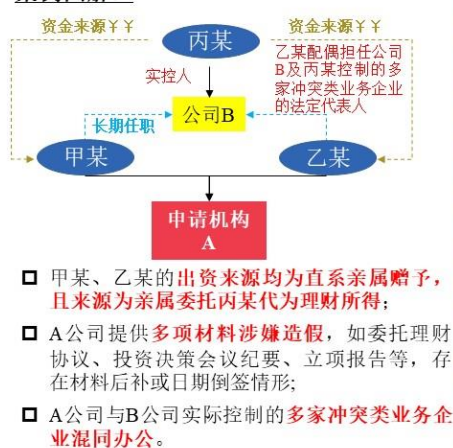 资金来源￥￥
丙某
资金来源￥￥
实控人
乙某配偶担任公司
B及丙某控制的多
家冲突类业务企业
的法定代表人
公司B
长期任职
甲某
乙某
申请机构
A
甲某、乙某的出资来源均为直系亲属赠予，
且来源为亲属委托丙某代为理财所得；
A公司提供多项材料涉嫌造假，如委托理财
协议、投资决策会议纪要、立项报告等，存
在材料后补或日期倒签情形;
A公司与B公司实际控制的多家冲突类业务企
业混同办公。